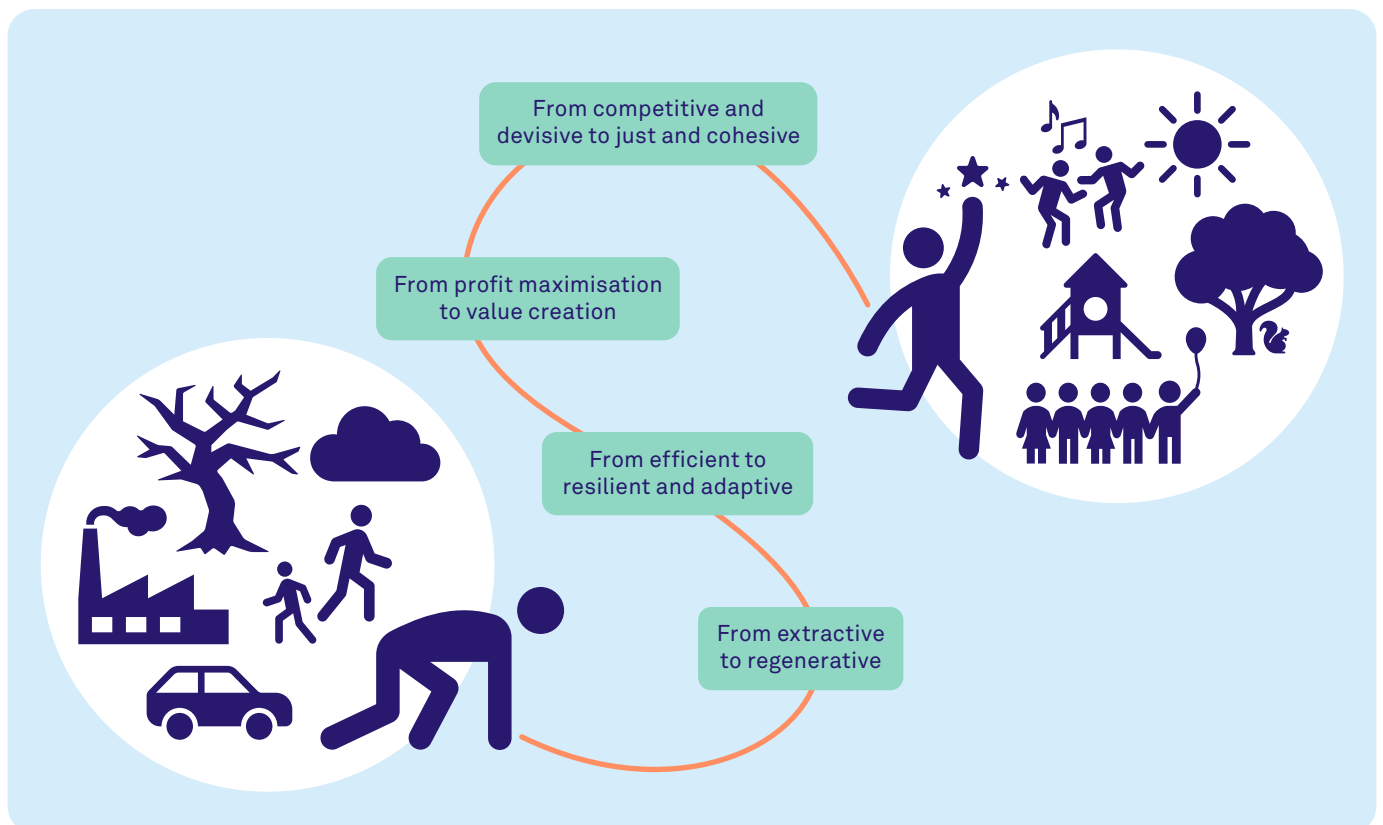 From competitive and
devisive to just and cohesive
From profit maximisation
to value creation
From efficient to
resilient and adaptive
From extractive
to regenerative